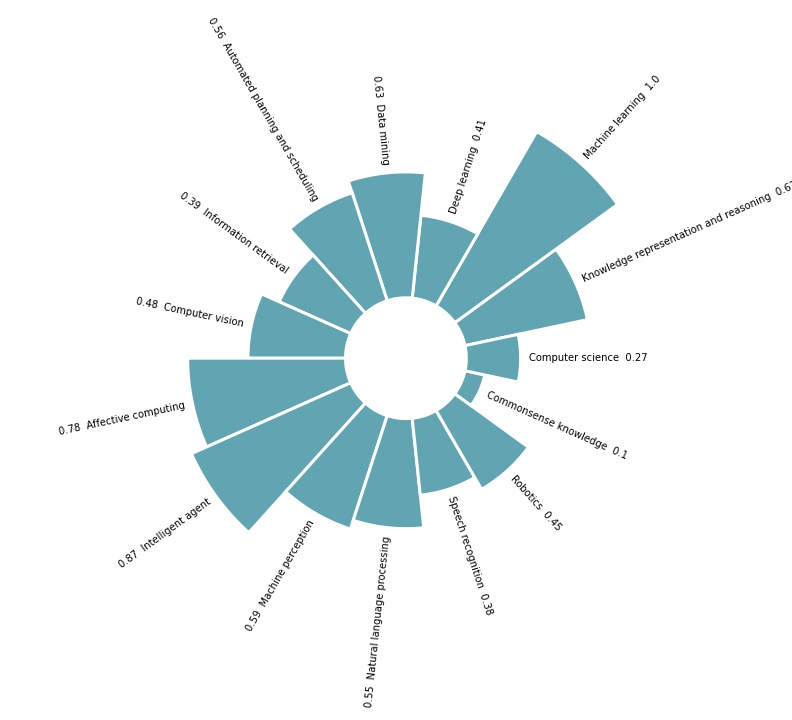 0.56 Automated planning and scheduling
0.63 Data mining
Deep learning 0.41
Machine learning 1.0
Knowledge representation and reasoning
0.39 Information retrieval
0.48 Computer vision
Computer science 0.27
Commonsense knowledge 0.1
0.78 Affective computing
0.87 Intelligent agent
0.59 Machine perception
0.55 Natural language processing
Speech recognition 0.38
Robotics 0.45